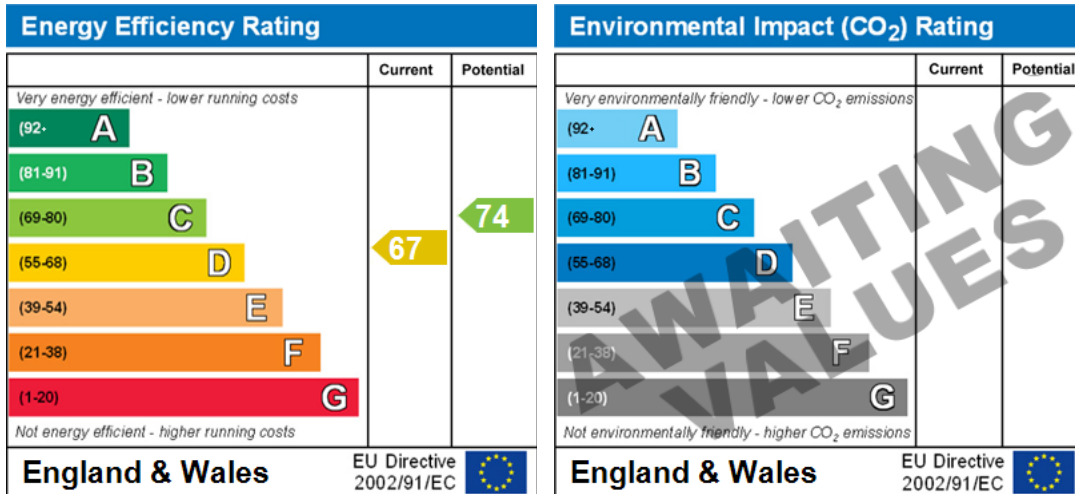 Energy Efficiency Rating
Current Potential
Very energy efficient - lower running costs
(92+ A
(81-91) B
(69-80) C
74
67
(55-68) D
(39-54) E
(21-38) F
(1-20) G
Not energy efficient - higher running costs
England & Wales
EU Directive
2002/91/EC
Environmental Impact (CO₂) Rating
Current Potential
Very environmentally friendly - lower CO₂ emissions
(92+ A
(81-91) B
(69-80) C
(55-68) D
(39-54) E
(21-38) F
(1-20) G
AWAITING
VALUES
Not environmentally friendly - higher CO₂ emissions
England & Wales
EU Directive
2002/91/EC